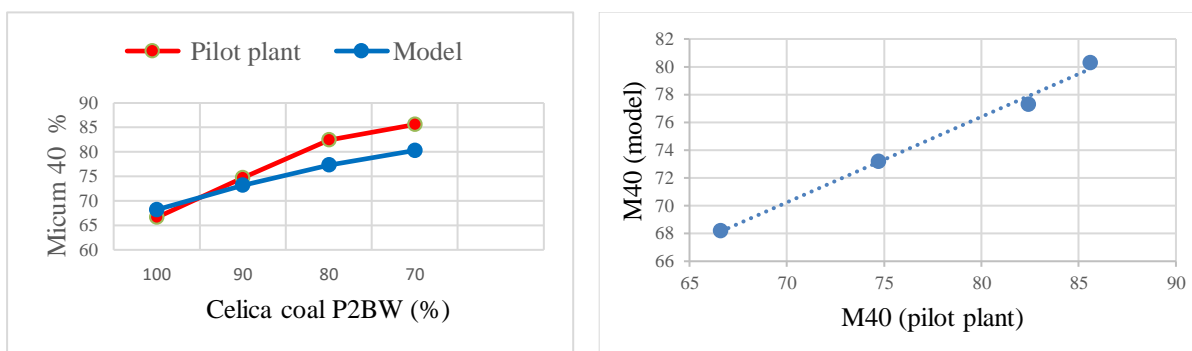 Pilot plant Model
90
85
80
75
70
65
60
Micum 40 %
100 90 80 70
Celica coal P2BW (%)
82
80
78
76
74
72
70
68
66
M40 (model)
65 70 75 80 85 90
M40 (pilot plant)